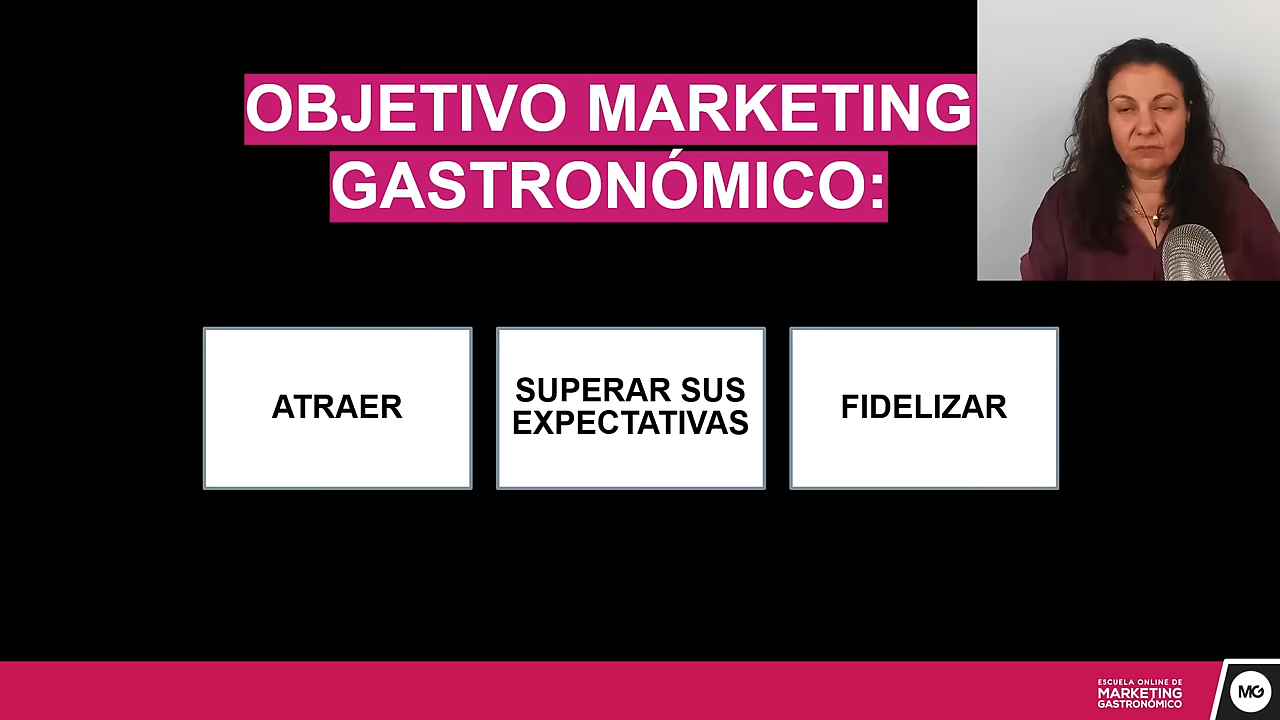 OBJETIVO MARKETING
GASTRONÓMICO:
ATRAER
SUPERAR SUS
EXPECTATIVAS
FIDELIZAR
ESCUELA ONLINE DE
MARKETING
GASTRONÓMICO
MG